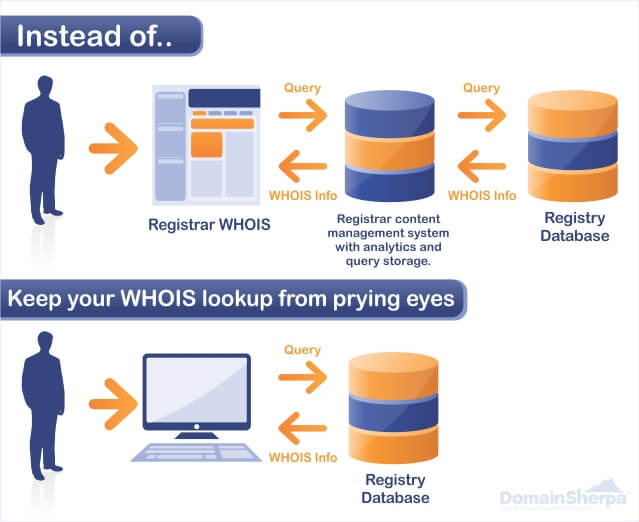 Instead of..
Query
Query
WHOIS Info
WHOIS Info
Registrar WHOIS
Registrar content
management system
with analytics and
query storage.
Registry
Database
Keep your WHOIS lookup from prying eyes
Query
WHOIS Info
Registry
Database
DomainSherpa